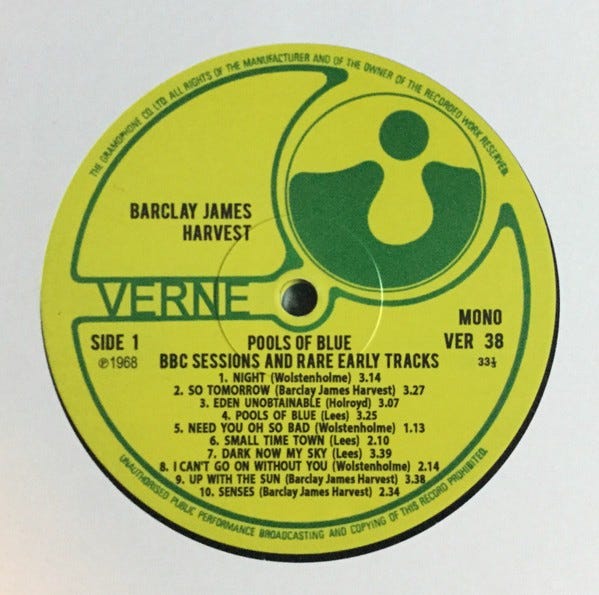 THE GRAMOPHONE CO. LTD. ALL RIGHTS OF THE MANUFACTURER AND OF THE OWNER OF THE RECORDED WORK RESERVED.
BARCLAY JAMES
HARVEST
VERNE
MONO
SIDE 1
POOLS OF BLUE
VER 38
℗1968
BBC SESSIONS AND RARE EARLY TRACKS
33⅓
1. NIGHT (Wolstenholme) 3.14
2. SO TOMORROW (Barclay James Harvest) 3.27
3. EDEN UNOBTAINABLE (Holroyd) 3.07
4. POOLS OF BLUE (Lees) 3.25
5. NEED YOU OH SO BAD (Wolstenholme) 1.13
6. SMALL TIME TOWN (Lees) 2.10
7. DARK NOW MY SKY (Lees) 3.39
8. I CAN'T GO ON WITHOUT YOU (Wolstenholme) 2.14
9. UP WITH THE SUN (Barclay James Harvest) 3.38
10. SENSES (Barclay James Harvest) 2.34
UNAUTHORISED PUBLIC PERFORMANCE BROADCASTING AND COPYING OF THIS RECORD PROHIBITED.